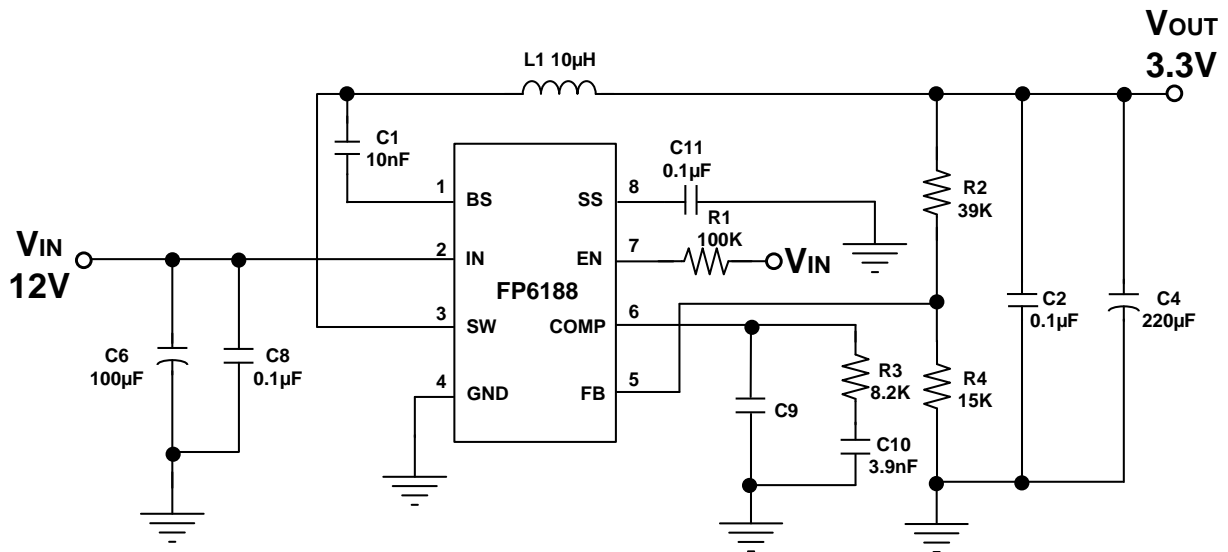 VOUT
3.3V
L1 10µH
C1
10nF
C11
0.1µF
1
BS
SS
8
R1
100K
VIN
12V
2
IN
EN
7
VIN
FP6188
R2
39K
3
SW
COMP
6
C2
0.1µF
C4
220µF
C6
100µF
C8
0.1µF
4
GND
FB
5
R3
8.2K
R4
15K
C9
C10
3.9nF